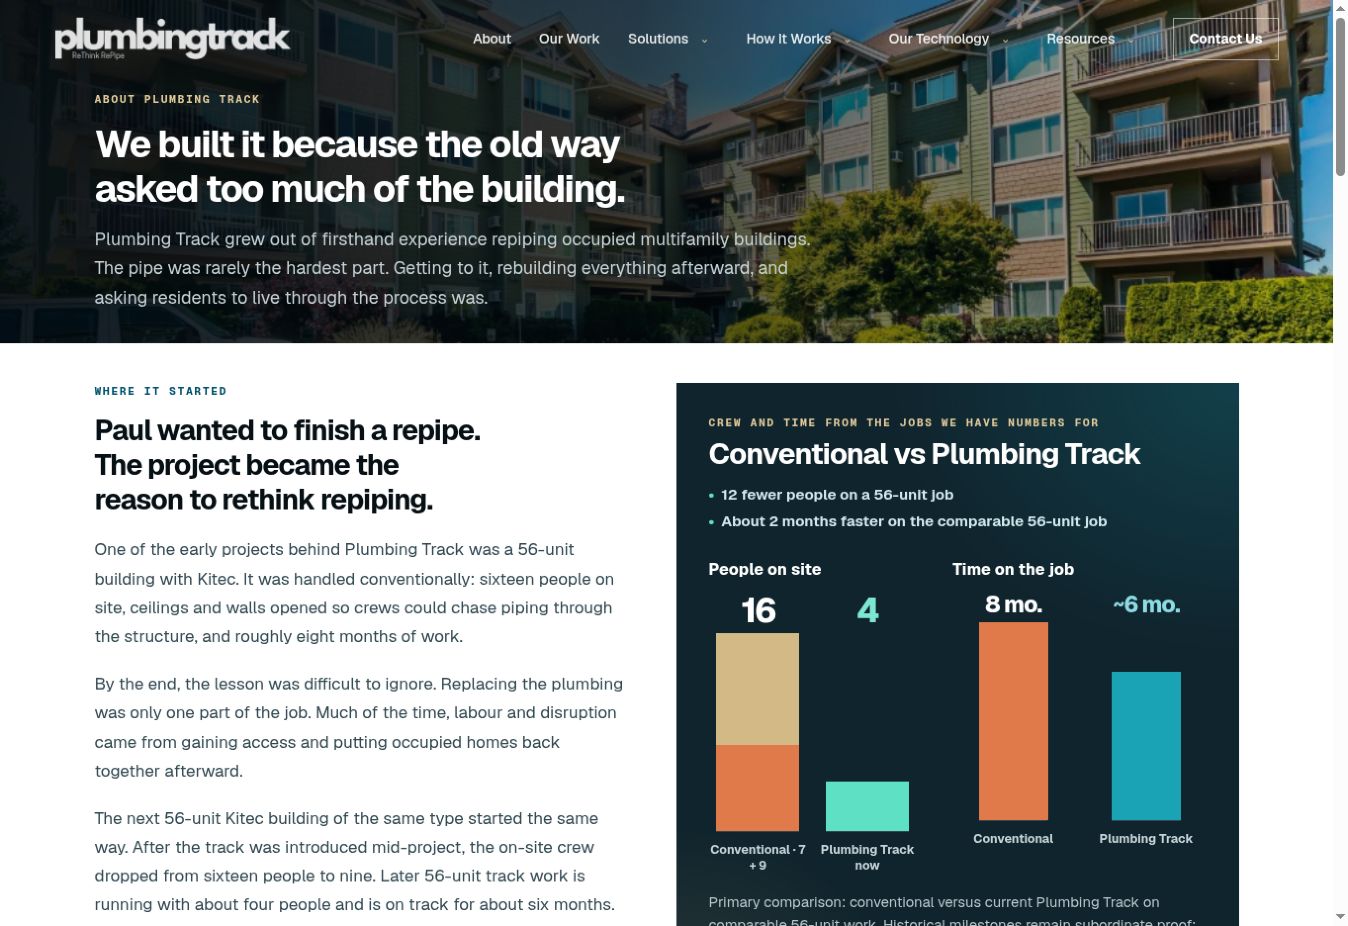 plumbingtrack
ReThink RePipe
About
Our Work
Solutions
How it Works
Our Technology
Resources
Contact Us
ABOUT PLUMBING TRACK
We built it because the old way
asked too much of the building.
Plumbing Track grew out of firsthand experience repiping occupied multifamily buildings.
The pipe was rarely the hardest part. Getting to it, rebuilding everything afterward, and
asking residents to live through the process was.
WHERE IT STARTED
Paul wanted to finish a repipe.
The project became the
reason to rethink repiping.
One of the early projects behind Plumbing Track was a 56-unit
building with Kitec. It was handled conventionally: sixteen people on
site, ceilings and walls opened so crews could chase piping through
the structure, and roughly eight months of work.
By the end, the lesson was difficult to ignore. Replacing the plumbing
was only one part of the job. Much of the time, labour and disruption
came from gaining access and putting occupied homes back
together afterward.
The next 56-unit Kitec building of the same type started the same
way. After the track was introduced mid-project, the on-site crew
dropped from sixteen people to nine. Later 56-unit track work is
running with about four people and is on track for about six months.
CREW AND TIME FROM THE JOBS WE HAVE NUMBERS FOR
Conventional vs Plumbing Track
• 12 fewer people on a 56-unit job
• About 2 months faster on the comparable 56-unit job
People on site
16
4
Conventional · 7
+ 9
Plumbing Track
now
Time on the job
8 mo.
~6 mo.
Conventional
Plumbing Track
Primary comparison: conventional versus current Plumbing Track on
comparable 56-unit work. Historical milestones remain subordinate proof: